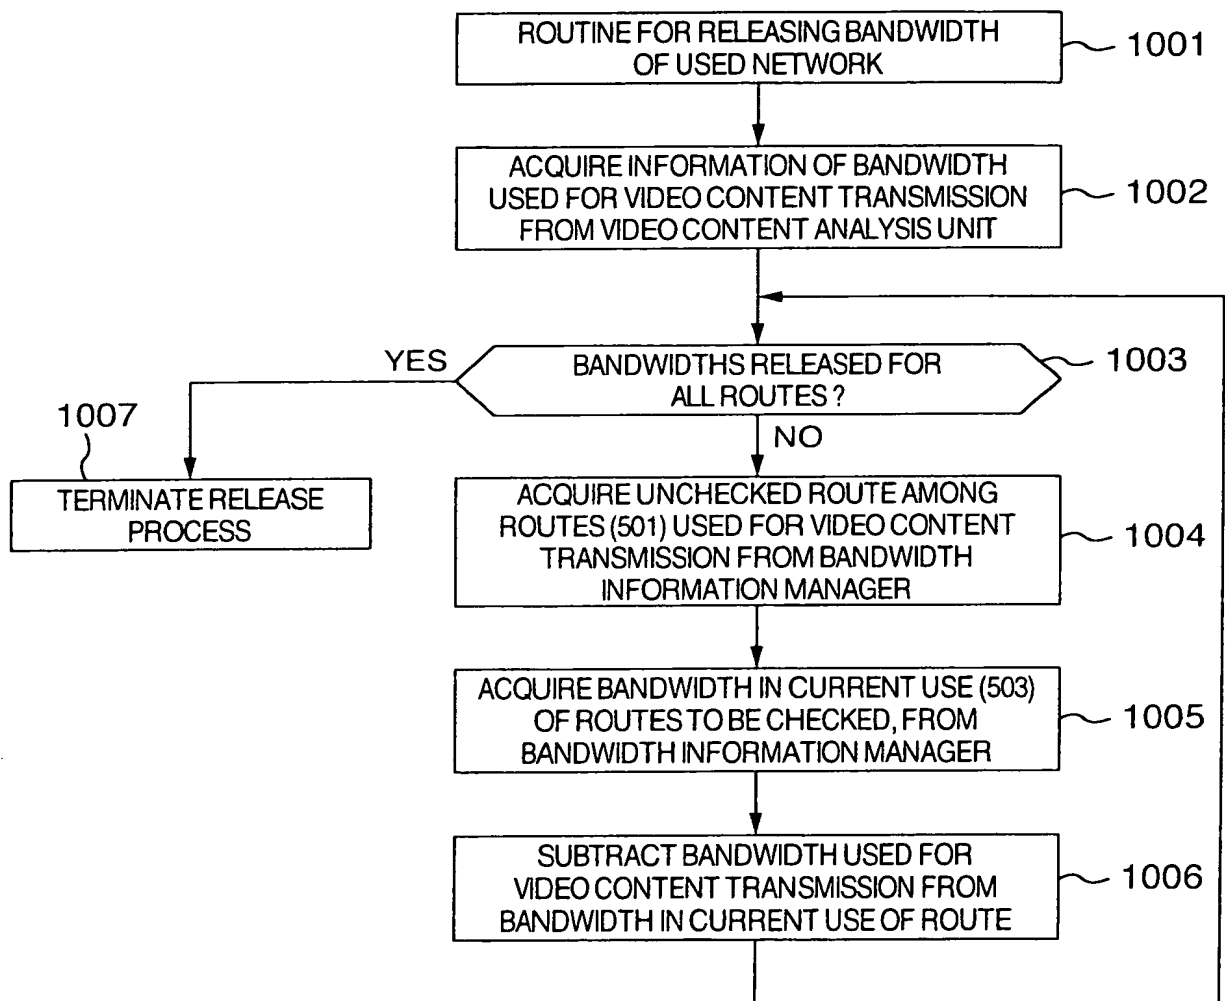 ROUTINE FOR RELEASING BANDWIDTH
OF USED NETWORK
1001
ACQUIRE INFORMATION OF BANDWIDTH
USED FOR VIDEO CONTENT TRANSMISSION
FROM VIDEO CONTENT ANALYSIS UNIT
1002
YES
BANDWIDTHS RELEASED FOR
ALL ROUTES ?
1003
1007
NO
TERMINATE RELEASE
PROCESS
ACQUIRE UNCHECKED ROUTE AMONG
ROUTES (501) USED FOR VIDEO CONTENT
TRANSMISSION FROM BANDWIDTH
INFORMATION MANAGER
1004
ACQUIRE BANDWIDTH IN CURRENT USE (503)
OF ROUTES TO BE CHECKED, FROM
BANDWIDTH INFORMATION MANAGER
1005
SUBTRACT BANDWIDTH USED FOR
VIDEO CONTENT TRANSMISSION FROM
BANDWIDTH IN CURRENT USE OF ROUTE
1006